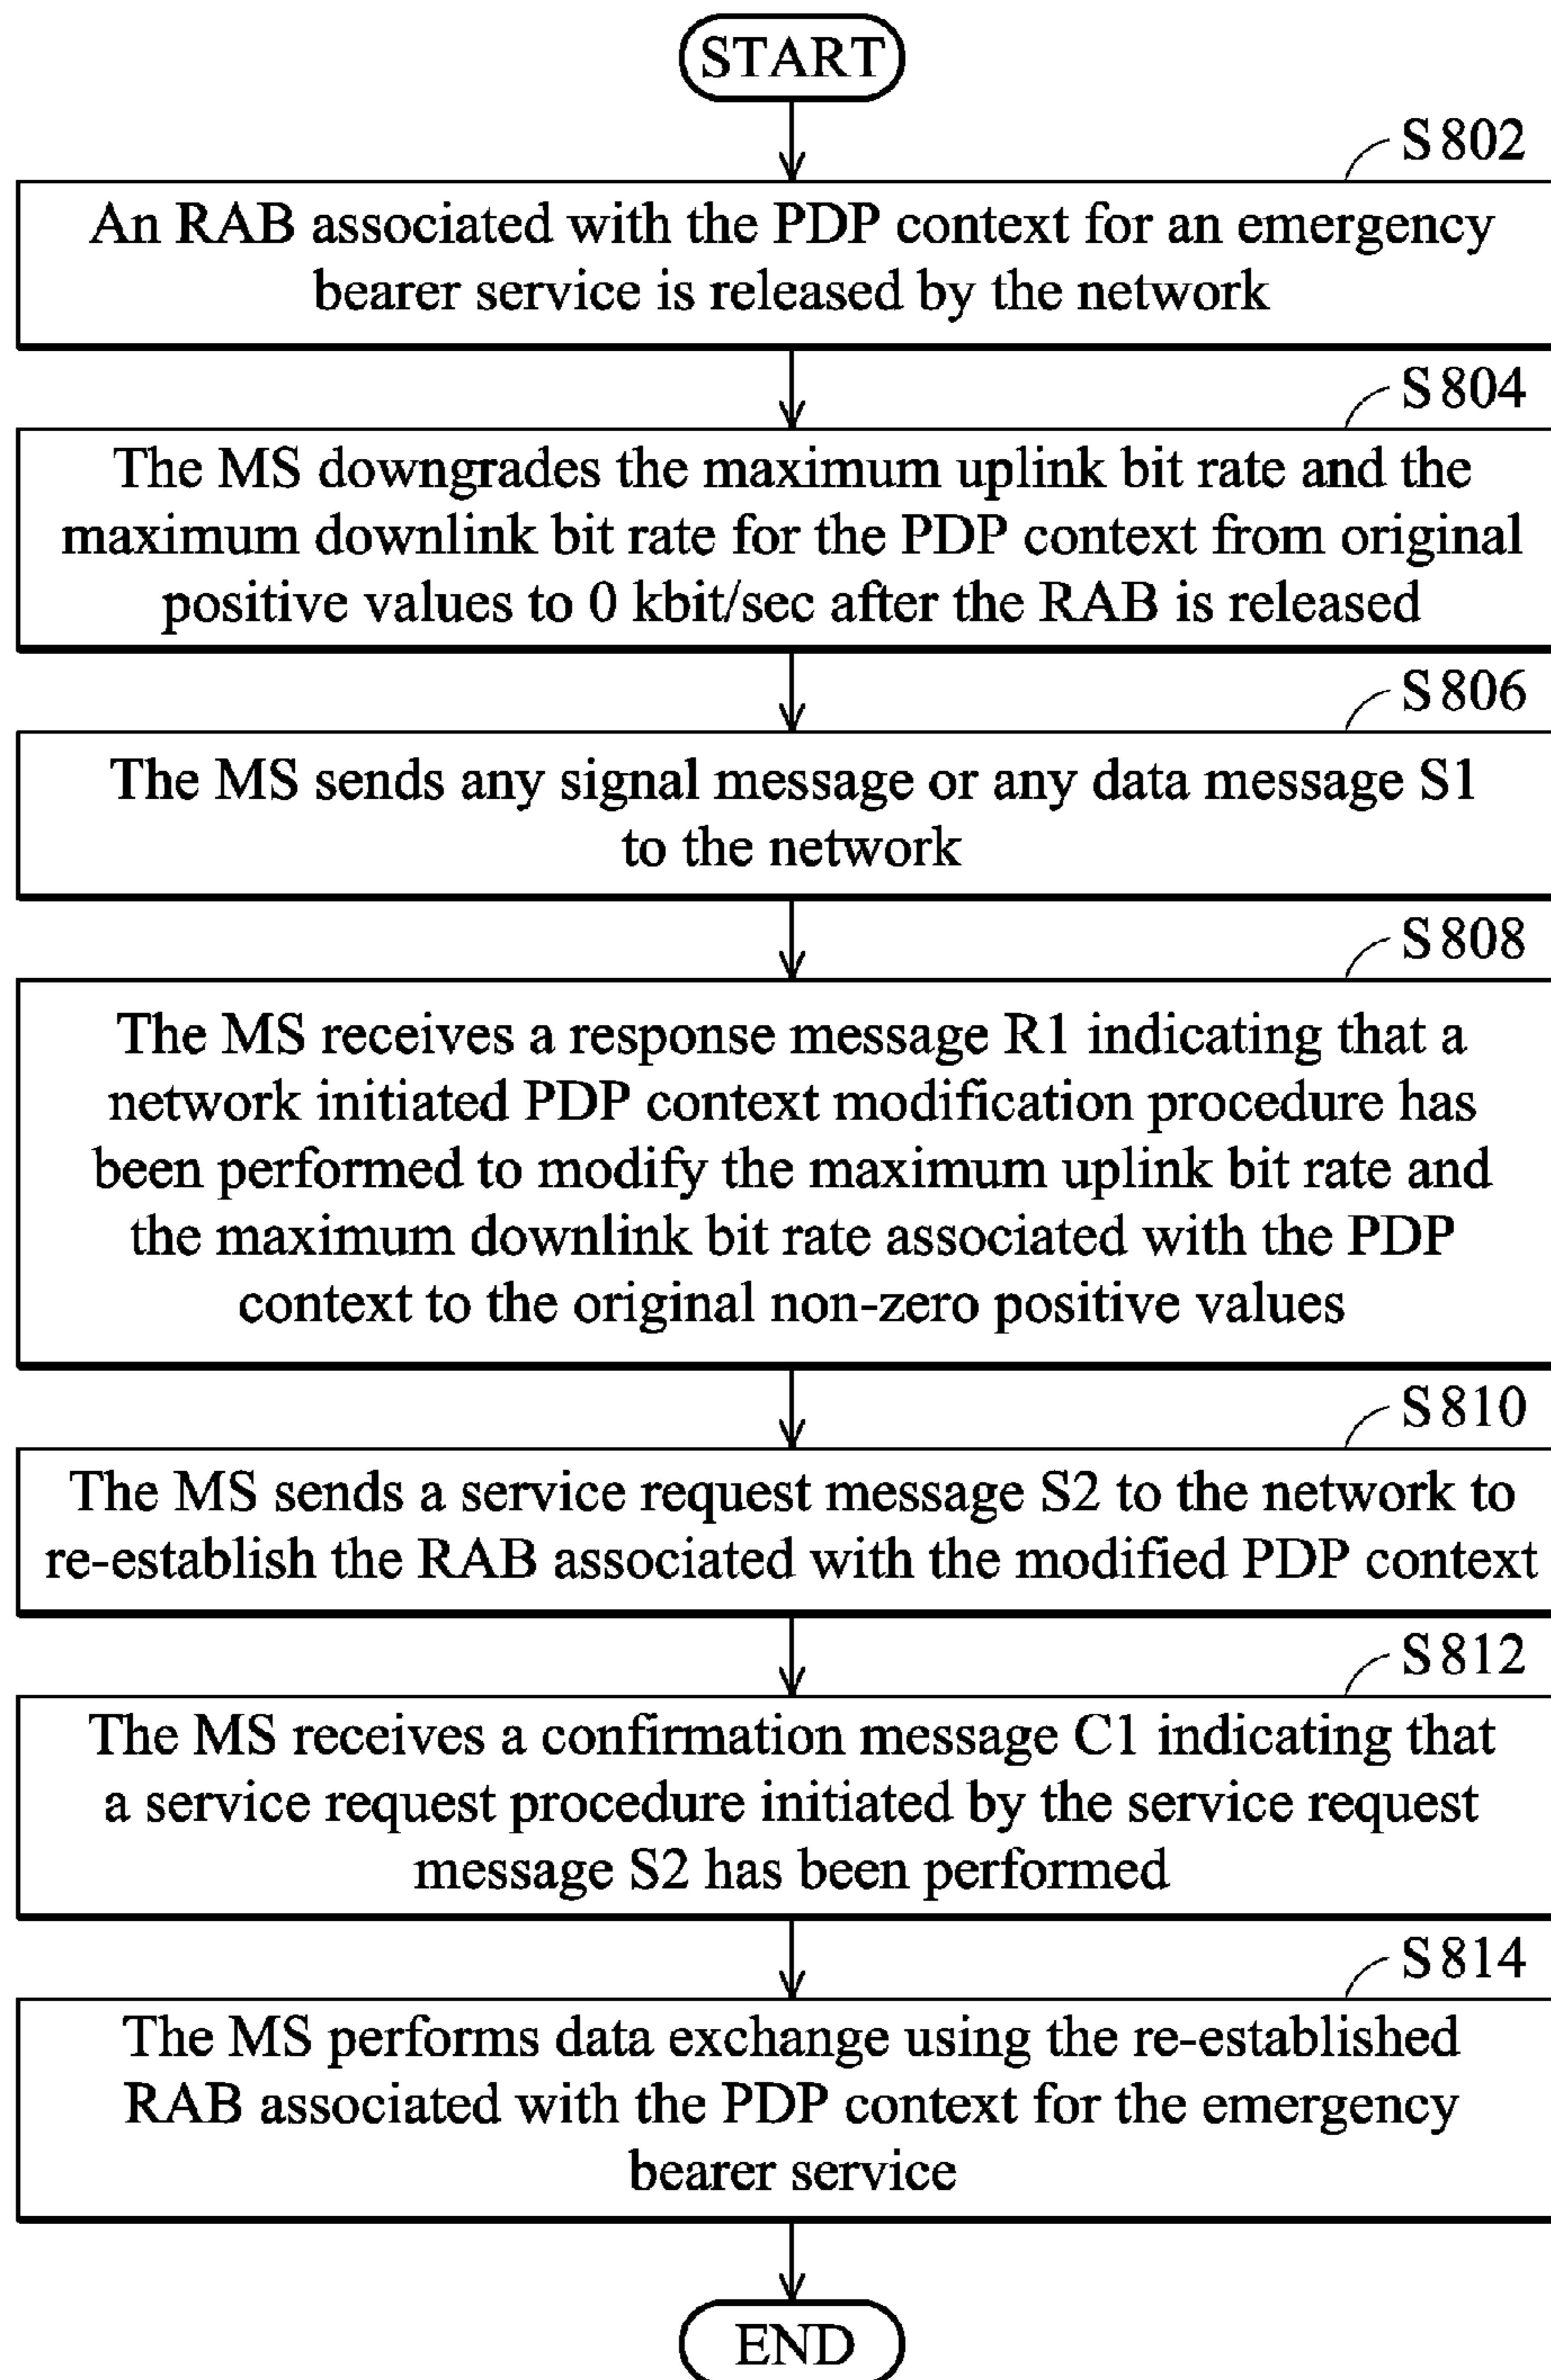 START
S802
An RAB associated with the PDP context for an emergency
bearer service is released by the network
S804
The MS downgrades the maximum uplink bit rate and the
maximum downlink bit rate for the PDP context from original
positive values to 0 kbit/sec after the RAB is released
S806
The MS sends any signal message or any data message S1
to the network
S808
The MS receives a response message R1 indicating that a
network initiated PDP context modification procedure has
been performed to modify the maximum uplink bit rate and
the maximum downlink bit rate associated with the PDP
context to the original non-zero positive values
S810
The MS sends a service request message S2 to the network to
re-establish the RAB associated with the modified PDP context
S812
The MS receives a confirmation message C1 indicating that
a service request procedure initiated by the service request
message S2 has been performed
S814
The MS performs data exchange using the re-established
RAB associated with the PDP context for the emergency
bearer service
END